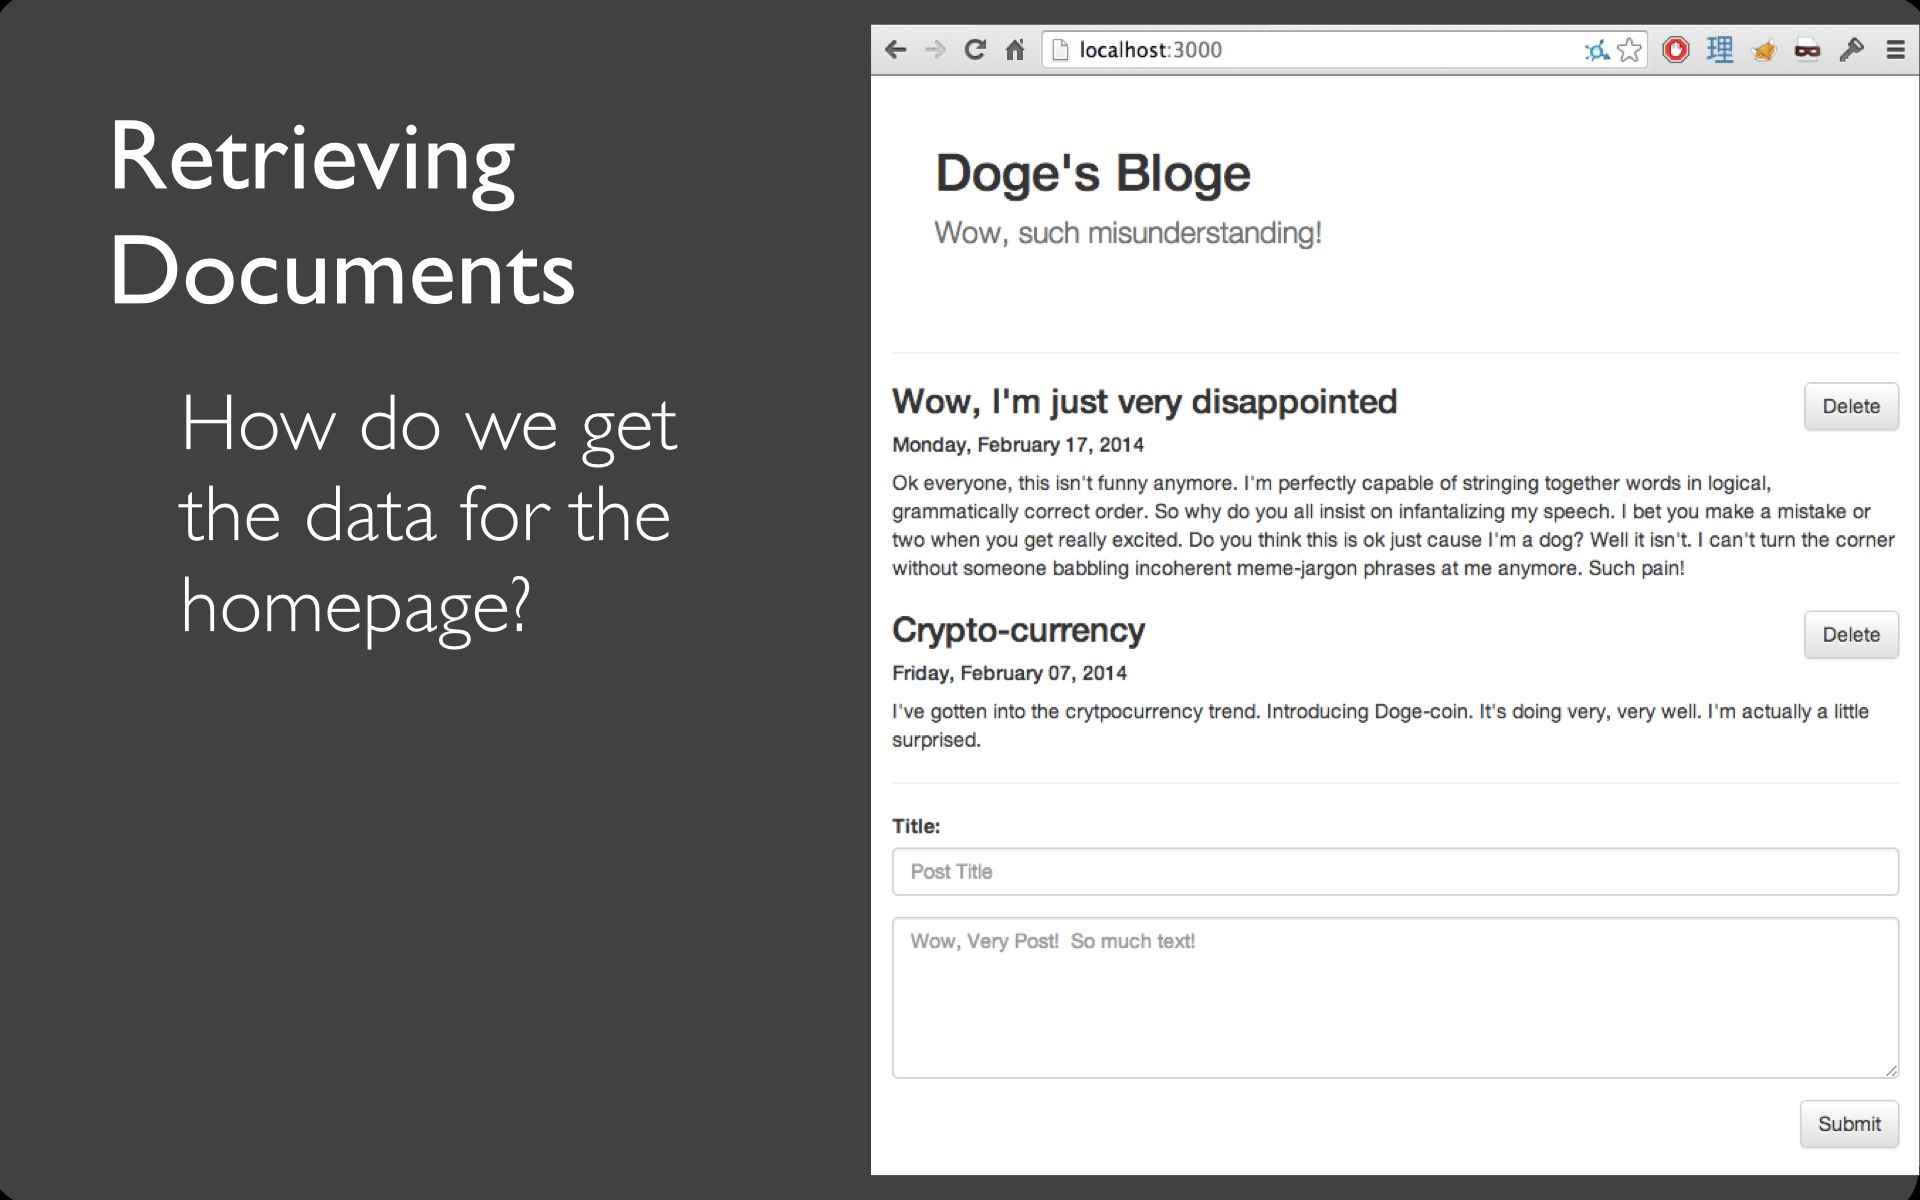 Retrieving
Documents
How do we get
the data for the
homepage?
localhost:3000
理
Doge's Bloge
Wow, such misunderstanding!
Wow, I'm just very disappointed
Delete
Monday, February 17, 2014
Ok everyone, this isn't funny anymore. I'm perfectly capable of stringing together words in logical,
grammatically correct order. So why do you all insist on infantalizing my speech. I bet you make a mistake or
two when you get really excited. Do you think this is ok just cause I'm a dog? Well it isn't. I can't turn the corner
without someone babbling incoherent meme-jargon phrases at me anymore. Such pain!
Crypto-currency
Delete
Friday, February 07, 2014
I've gotten into the crytpocurrency trend. Introducing Doge-coin. It's doing very, very well. I'm actually a little
surprised.
Title:
Post Title
Wow, Very Post!  So much text!
Submit